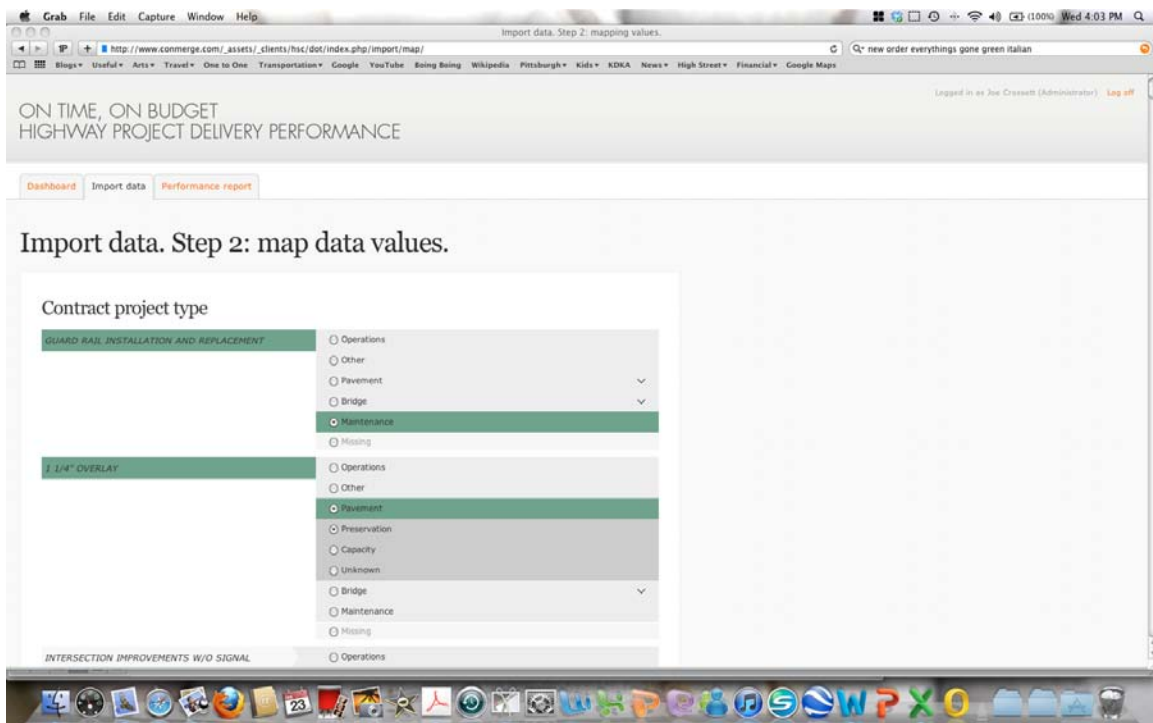 Grab File Edit Capture Window Help (100%) Wed 4:03 PM
Import data. Step 2: mapping values.
1P + http://www.conmerge.com/_assets/_clients/hsc/dot/index.php/import/map/ new order everythings gone green italian
Blogs Useful Arts Travel One to One Transportation Google YouTube Boing Boing Wikipedia Pittsburgh Kids KDKA News High Street Financial Google Maps
Logged in as Joe Crossett (Administrator) Log off
ON TIME, ON BUDGET
HIGHWAY PROJECT DELIVERY PERFORMANCE
Dashboard Import data Performance report
Import data. Step 2: map data values.
Contract project type
GUARD RAIL INSTALLATION AND REPLACEMENT Operations
Other
Pavement
Bridge
Maintenance
Missing
1 1/4" OVERLAY Operations
Other
Pavement
Preservation
Capacity
Unknown
Bridge
Maintenance
Missing
INTERSECTION IMPROVEMENTS W/O SIGNAL Operations
23